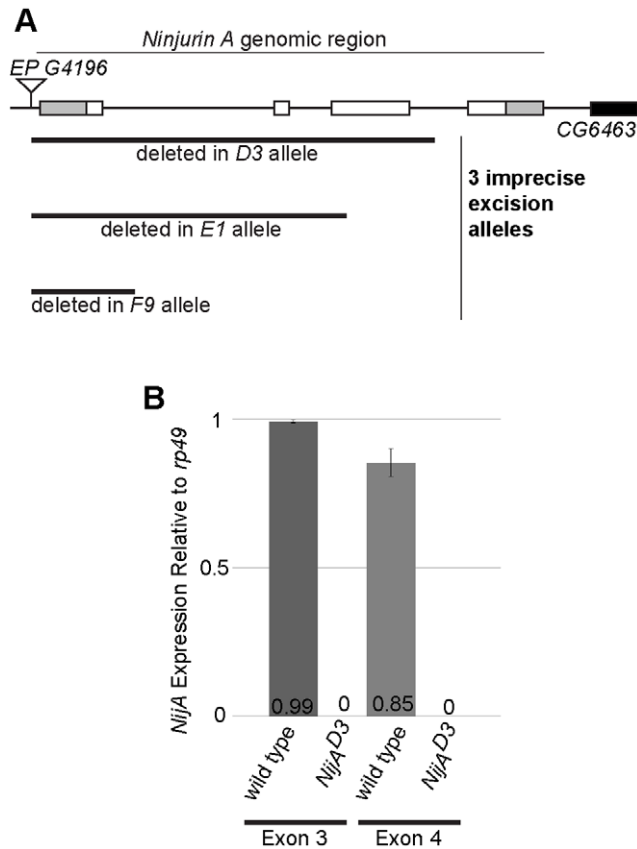 A
Ninjurin A genomic region
EP G4196
CG6463
deleted in D3 allele
3 imprecise
excision
alleles
deleted in E1 allele
deleted in F9 allele
B
NijA Expression Relative to rp49
1
0.5
0
0.99
0
0.85
0
wild type
NijA D3
wild type
NijA D3
Exon 3
Exon 4